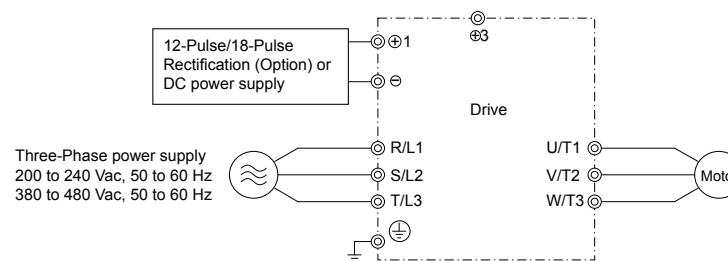 12-Pulse/18-Pulse
Rectification (Option) or
DC power supply
⊕1
⊖
⊕3
Drive
Three-Phase power supply
200 to 240 Vac, 50 to 60 Hz
380 to 480 Vac, 50 to 60 Hz
R/L1
S/L2
T/L3
U/T1
V/T2
W/T3
Moto